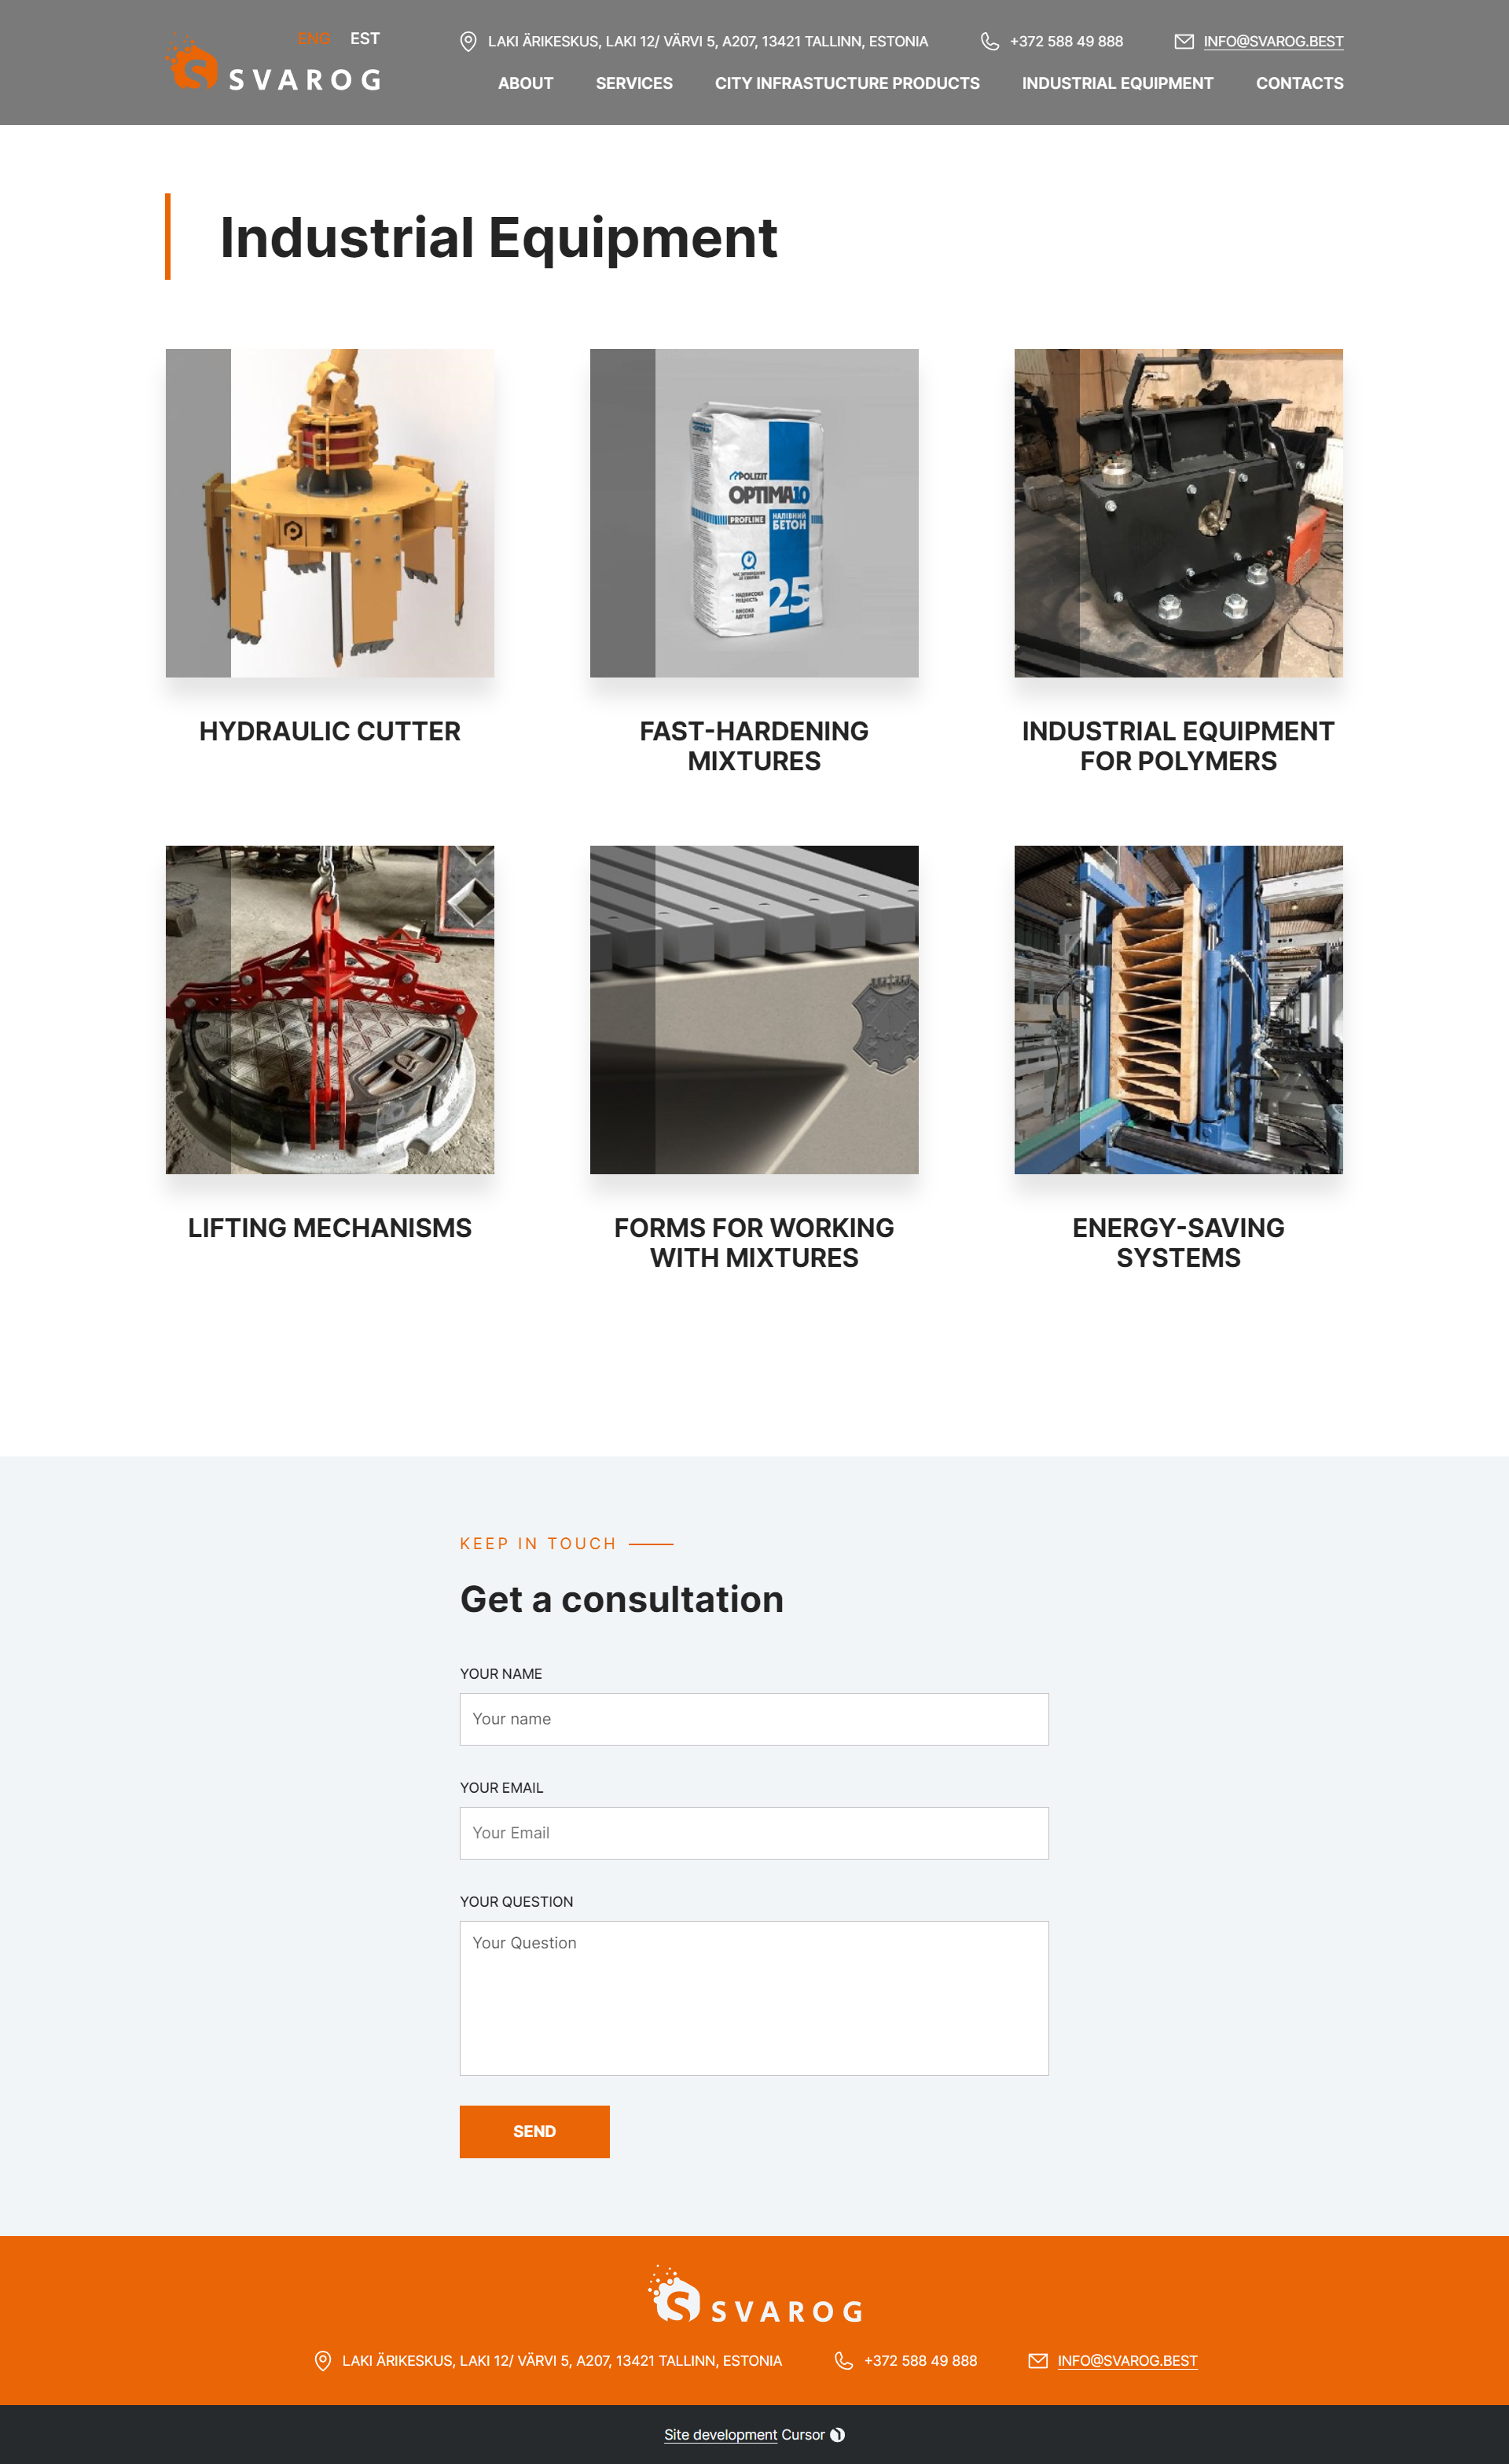 ENG EST
LAKI ÄRIKESKUS, LAKI 12/ VÄRVI 5, A207, 13421 TALLINN, ESTONIA
+372 588 49 888
INFO@SVAROG.BEST
SVAROG
ABOUT SERVICES CITY INFRASTUCTURE PRODUCTS INDUSTRIAL EQUIPMENT CONTACTS
Industrial Equipment
POLIZIT
OPTIMA10
PROFLINE
НАЛІВНИЙ
БЕТОН
25
HYDRAULIC CUTTER
FAST-HARDENING
MIXTURES
INDUSTRIAL EQUIPMENT
FOR POLYMERS
LIFTING MECHANISMS
FORMS FOR WORKING
WITH MIXTURES
ENERGY-SAVING
SYSTEMS
KEEP IN TOUCH
Get a consultation
YOUR NAME
Your name
YOUR EMAIL
Your Email
YOUR QUESTION
Your Question
SEND
SVAROG
LAKI ÄRIKESKUS, LAKI 12/ VÄRVI 5, A207, 13421 TALLINN, ESTONIA
+372 588 49 888
INFO@SVAROG.BEST
Site development Cursor